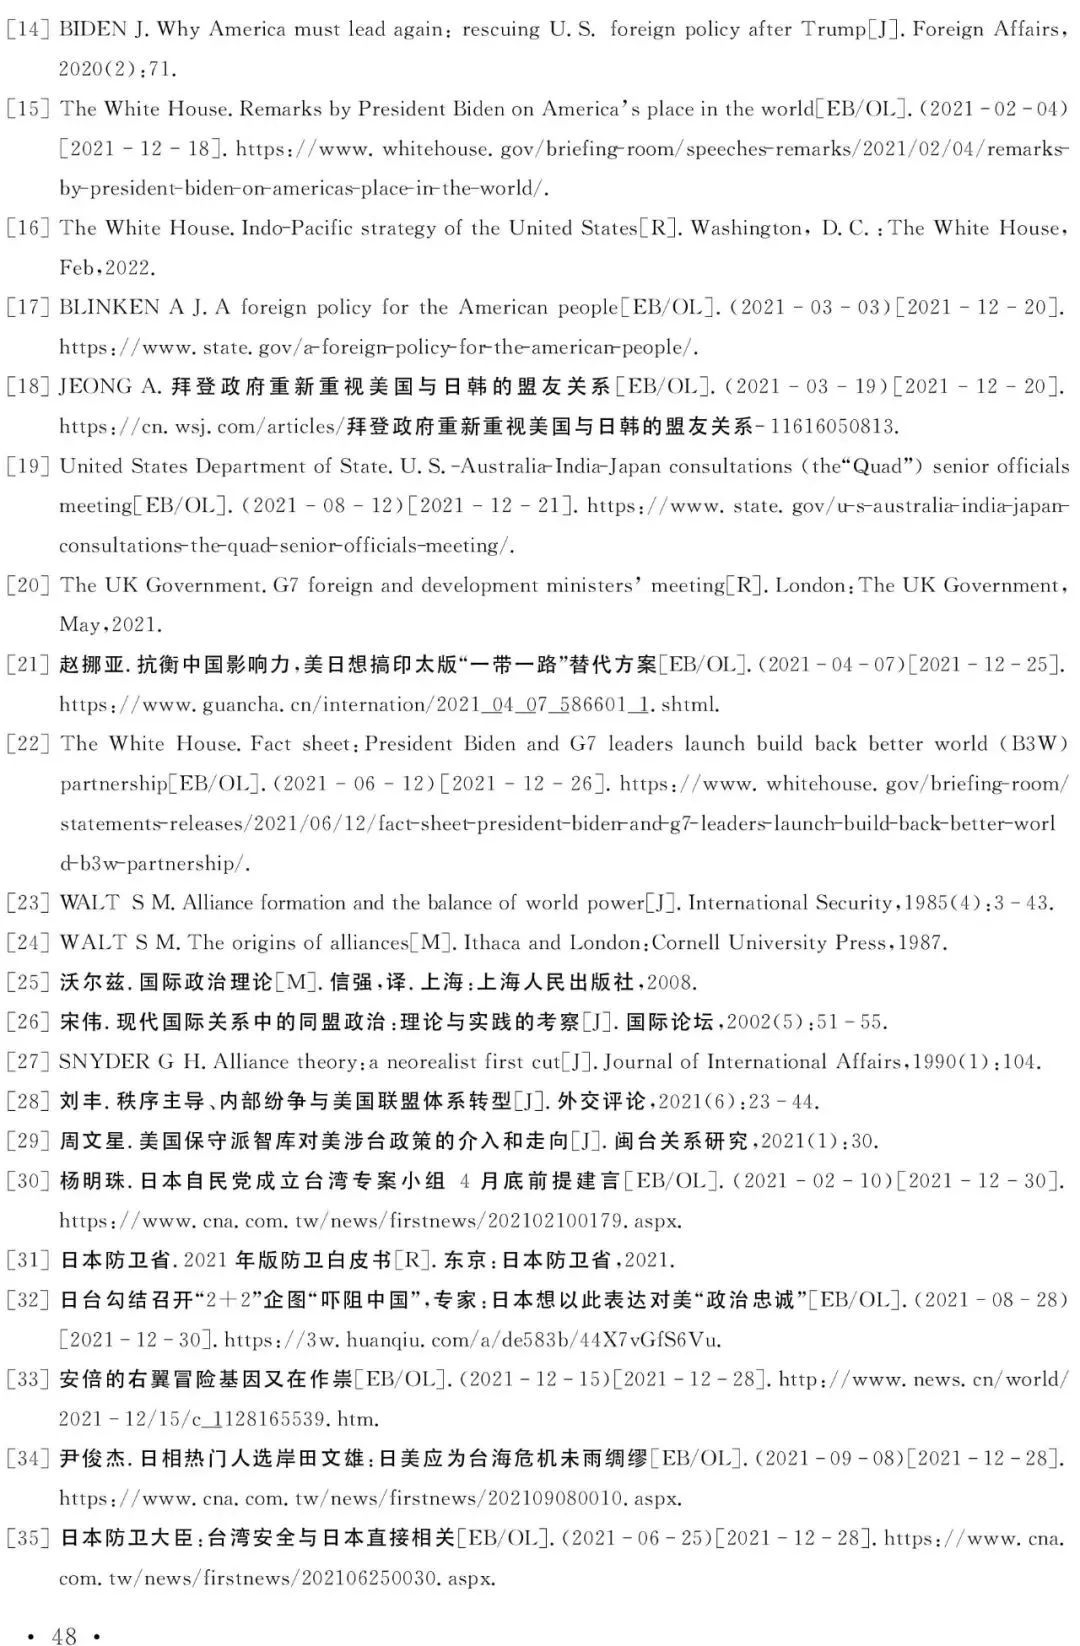 [14] BIDEN J. Why America must lead again: rescuing U.S. foreign policy after Trump[J]. Foreign Affairs,
2020(2):71.
[15] The White House. Remarks by President Biden on America's place in the world[EB/OL]. (2021-02-04)
[2021-12-18]. https://www.whitehouse.gov/briefing-room/speeches-remarks/2021/02/04/remarks-
by-president-biden-on-americas-place-in-the-world/.
[16] The White House. Indo-Pacific strategy of the United States[R]. Washington, D.C.:The White House,
Feb,2022.
[17] BLINKEN A J. A foreign policy for the American people[EB/OL]. (2021-03-03)[2021-12-20].
https://www.state.gov/a-foreign-policy-for-the-american-people/.
[18] JEONG A. 拜登政府重新重视美国与日韩的盟友关系[EB/OL]. (2021-03-19)[2021-12-20].
https://cn.wsj.com/articles/拜登政府重新重视美国与日韩的盟友关系-11616050813.
[19] United States Department of State. U.S.-Australia-India-Japan consultations (the“Quad”) senior officials
meeting[EB/OL]. (2021-08-12)[2021-12-21]. https://www.state.gov/u-s-australia-india-japan-
consultations-the-quad-senior-officials-meeting/.
[20] The UK Government. G7 foreign and development ministers' meeting[R]. London:The UK Government,
May,2021.
[21] 赵挪亚. 抗衡中国影响力,美日想搞印太版“一带一路”替代方案[EB/OL]. (2021-04-07)[2021-12-25].
https://www.guancha.cn/internation/2021_04_07_586601_1.shtml.
[22] The White House. Fact sheet:President Biden and G7 leaders launch build back better world (B3W)
partnership[EB/OL]. (2021-06-12)[2021-12-26]. https://www.whitehouse.gov/briefing-room/
statements-releases/2021/06/12/fact-sheet-president-biden-and-g7-leaders-launch-build-back-better-worl
d-b3w-partnership/.
[23] WALT S M. Alliance formation and the balance of world power[J]. International Security,1985(4):3-43.
[24] WALT S M. The origins of alliances[M]. Ithaca and London:Cornell University Press,1987.
[25] 沃尔兹. 国际政治理论[M]. 信强,译. 上海:上海人民出版社,2008.
[26] 宋伟. 现代国际关系中的同盟政治:理论与实践的考察[J]. 国际论坛,2002(5):51-55.
[27] SNYDER G H. Alliance theory:a neorealist first cut[J]. Journal of International Affairs,1990(1):104.
[28] 刘丰. 秩序主导、内部纷争与美国联盟体系转型[J]. 外交评论,2021(6):23-44.
[29] 周文星. 美国保守派智库对美涉台政策的介入和走向[J]. 闽台关系研究,2021(1):30.
[30] 杨明珠. 日本自民党成立台湾专案小组 4 月底前提建言[EB/OL]. (2021-02-10)[2021-12-30].
https://www.cna.com.tw/news/firstnews/202102100179.aspx.
[31] 日本防卫省. 2021 年版防卫白皮书[R]. 东京:日本防卫省,2021.
[32] 日台勾结召开“2+2”企图“吓阻中国”,专家:日本想以此表达对美“政治忠诚”[EB/OL]. (2021-08-28)
[2021-12-30]. https://3w.huanqiu.com/a/de583b/44X7vGfS6Vu.
[33] 安倍的右翼冒险基因又在作祟[EB/OL]. (2021-12-15)[2021-12-28]. http://www.news.cn/world/
2021-12/15/c_1128165539.htm.
[34] 尹俊杰. 日相热门人选岸田文雄:日美应为台海危机未雨绸缪[EB/OL]. (2021-09-08)[2021-12-28].
https://www.cna.com.tw/news/firstnews/202109080010.aspx.
[35] 日本防卫大臣:台湾安全与日本直接相关[EB/OL]. (2021-06-25)[2021-12-28]. https://www.cna.
com.tw/news/firstnews/202106250030.aspx.
· 48 ·